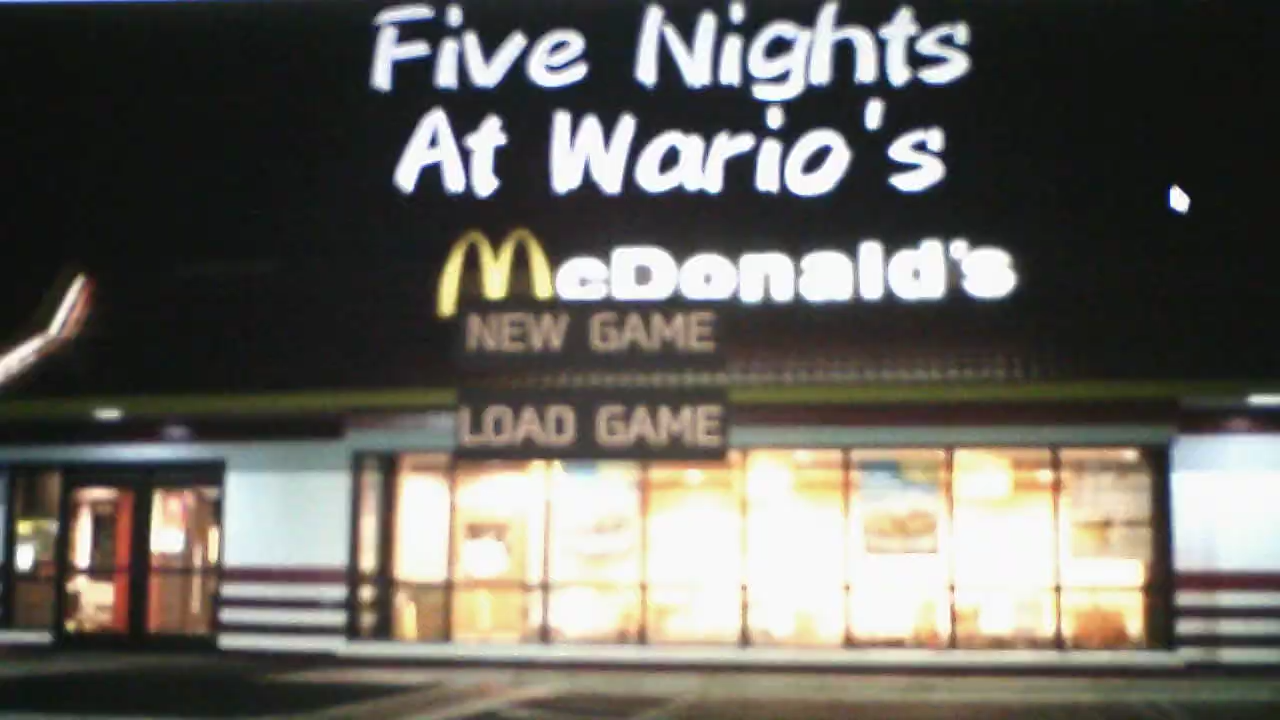 Five Nights
At Wario's
McDonald's
NEW GAME
LOAD GAME